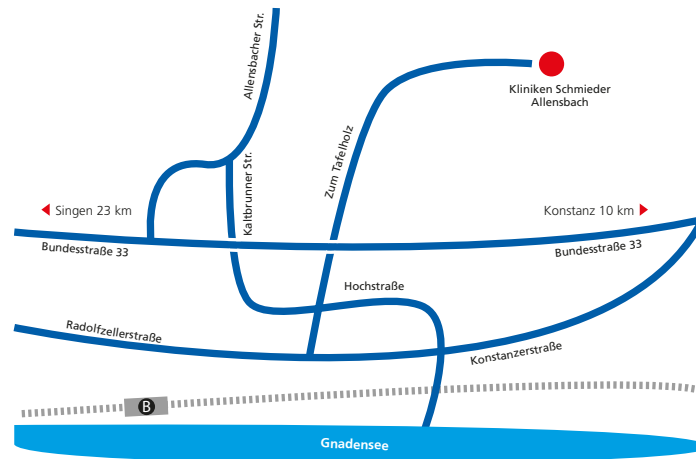 Allensbacher Str.
Kliniken Schmieder
Allensbach
Zum Tafelholz
Kaltbrunner Str.
Singen 23 km
Konstanz 10 km
Bundesstraße 33
Bundesstraße 33
Hochstraße
Radolfzellerstraße
Konstanzerstraße
B
Gnadensee